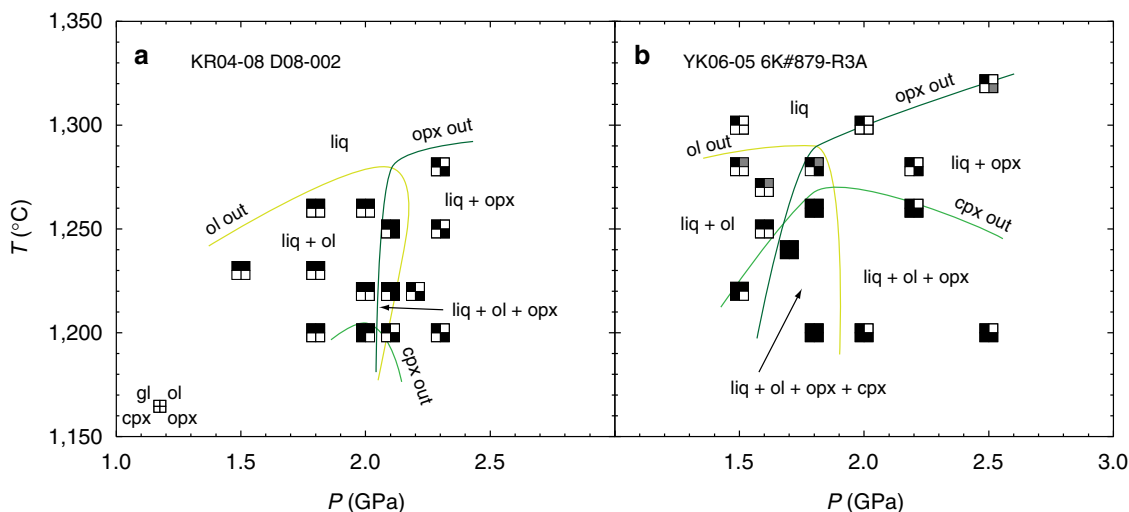 a KR04-08 D08-002
b YK06-05 6K#879-R3A
1,350
1,300
1,250
1,200
1,150
T (°C)
liq
opx out
ol out
liq + opx
liq + ol
liq + ol + opx
cpx out
gl ol
cpx opx
1.0 1.5 2.0 2.5
P (GPa)
liq
opx out
ol out
liq + opx
cpx out
liq + ol
liq + ol + opx
liq + ol + opx + cpx
1.5 2.0 2.5 3.0
P (GPa)